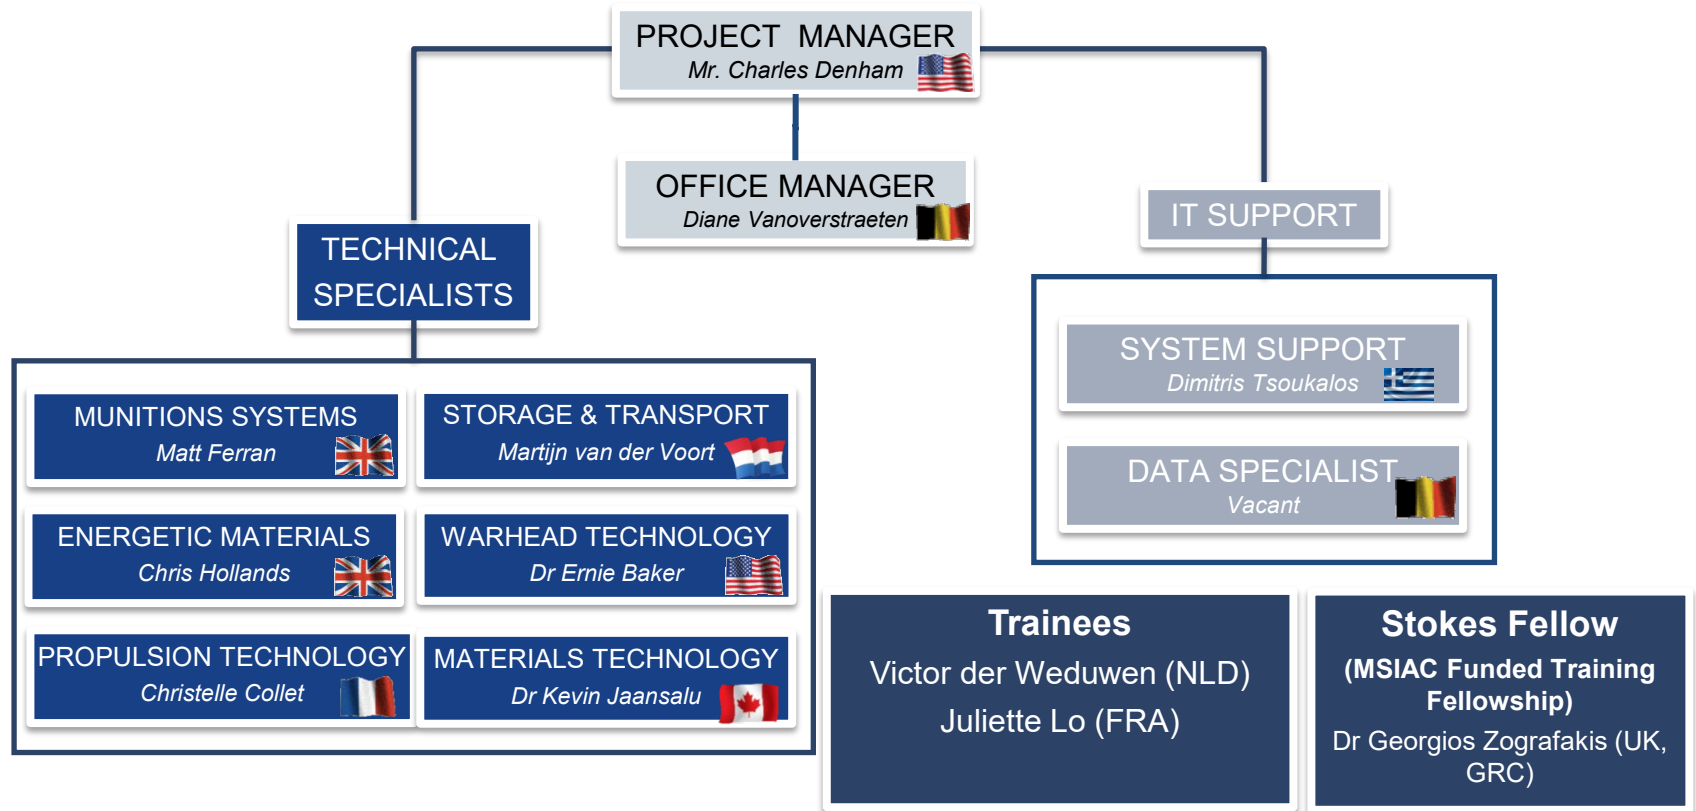 PROJECT MANAGER
Mr. Charles Denham
OFFICE MANAGER
Diane Vanoverstraeten
IT SUPPORT
TECHNICAL
SPECIALISTS
SYSTEM SUPPORT
Dimitris Tsoukalos
DATA SPECIALIST
Vacant
MUNITIONS SYSTEMS
Matt Ferran
STORAGE & TRANSPORT
Martijn van der Voort
ENERGETIC MATERIALS
Chris Hollands
WARHEAD TECHNOLOGY
Dr Ernie Baker
PROPULSION TECHNOLOGY
Christelle Collet
MATERIALS TECHNOLOGY
Dr Kevin Jaansalu
Trainees
Victor der Weduwen (NLD)
Juliette Lo (FRA)
Stokes Fellow
(MSIAC Funded Training
Fellowship)
Dr Georgios Zografakis (UK,
GRC)